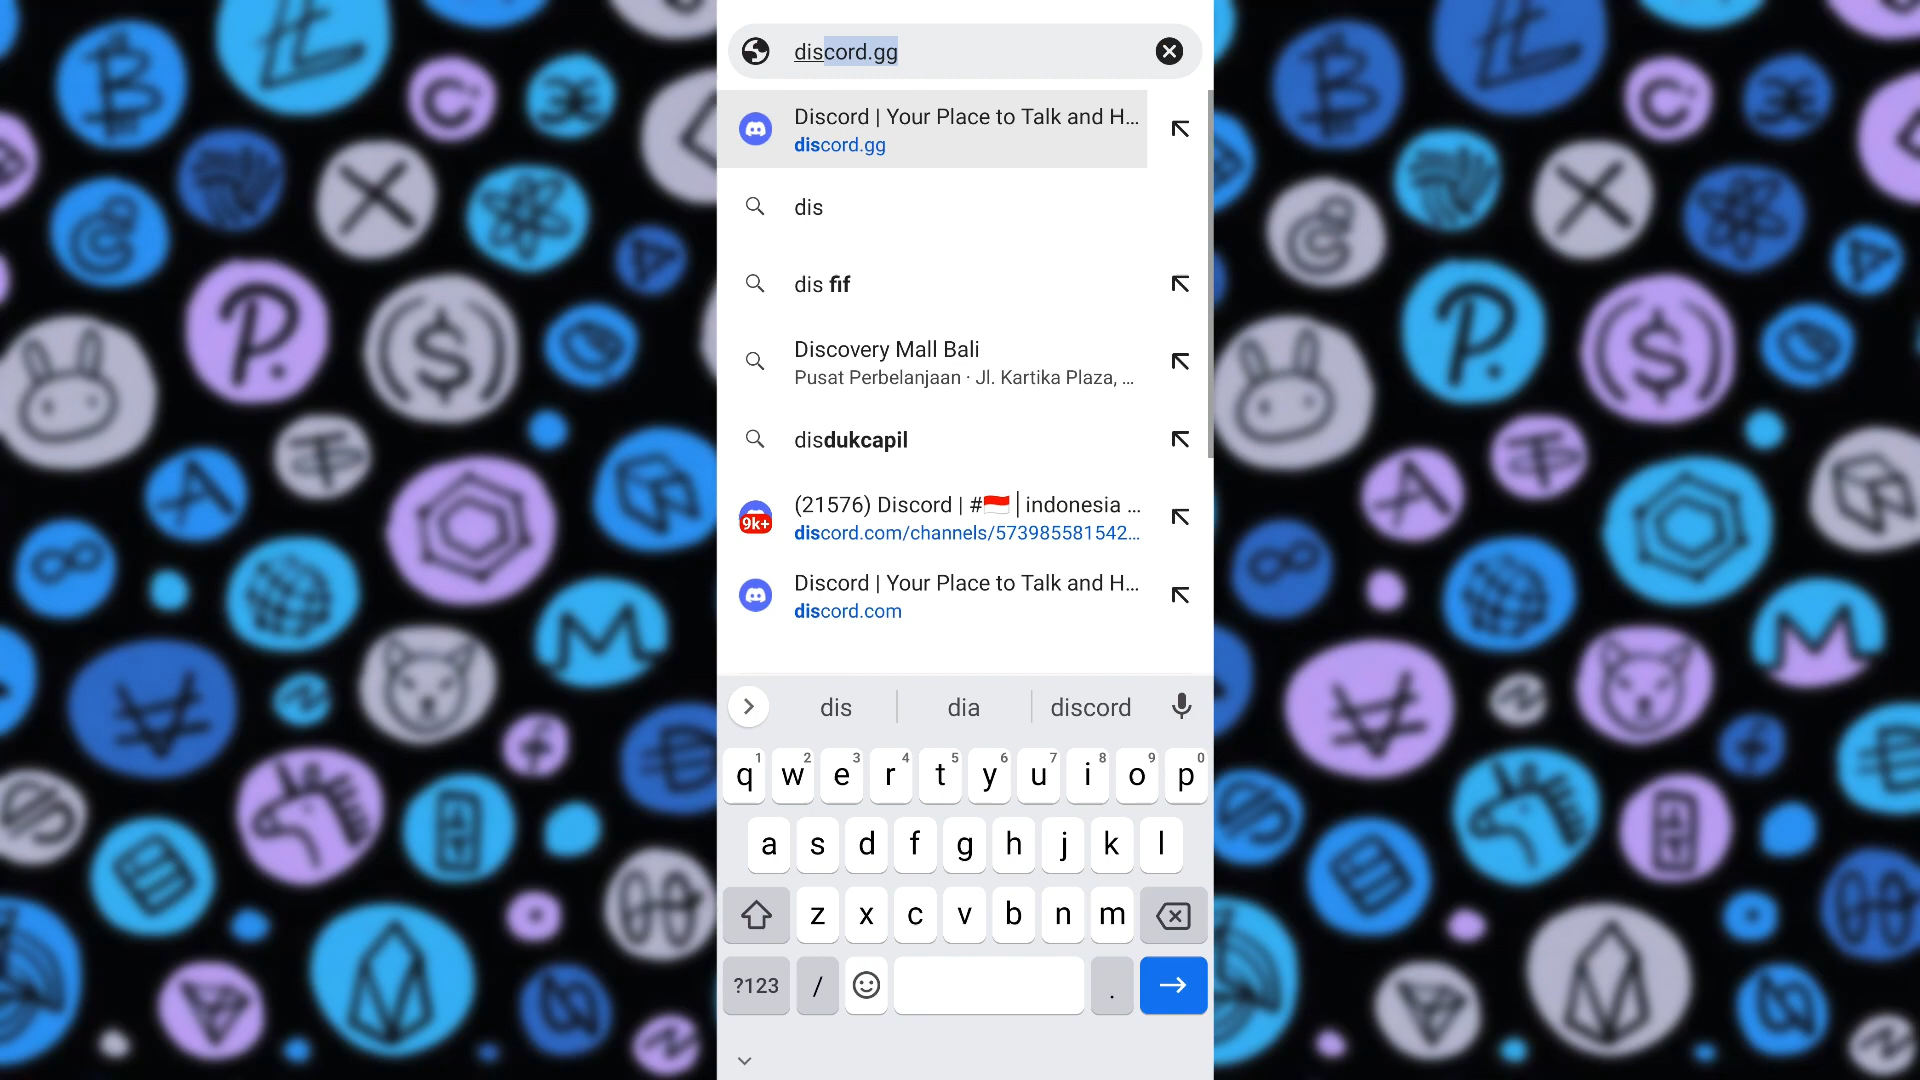 discord.gg
Discord | Your Place to Talk and H...
discord.gg
dis
dis fif
Discovery Mall Bali
Pusat Perbelanjaan · Jl. Kartika Plaza, ...
disdukcapil
9k+
(21576) Discord | #🇮🇩│indonesia ...
discord.com/channels/573985581542...
Discord | Your Place to Talk and H...
discord.com
dis dia discord
1 2 3 4 5 6 7 8 9 0
q w e r t y u i o p
a s d f g h j k l
z x c v b n m
?123 / .